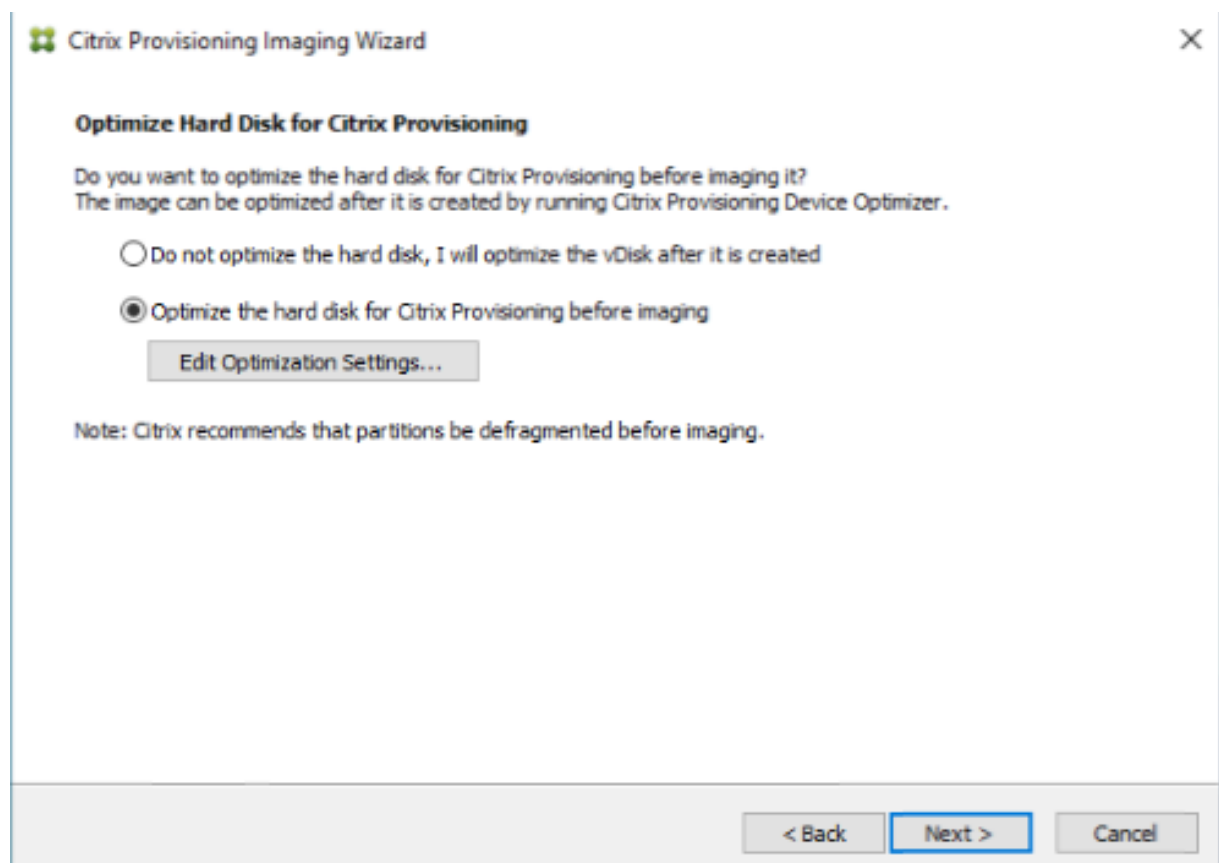 Citrix Provisioning Imaging Wizard
Optimize Hard Disk for Citrix Provisioning
Do you want to optimize the hard disk for Citrix Provisioning before imaging it?
The image can be optimized after it is created by running Citrix Provisioning Device Optimizer.
Do not optimize the hard disk, I will optimize the vDisk after it is created
Optimize the hard disk for Citrix Provisioning before imaging
Edit Optimization Settings...
Note: Citrix recommends that partitions be defragmented before imaging.
< Back Next > Cancel